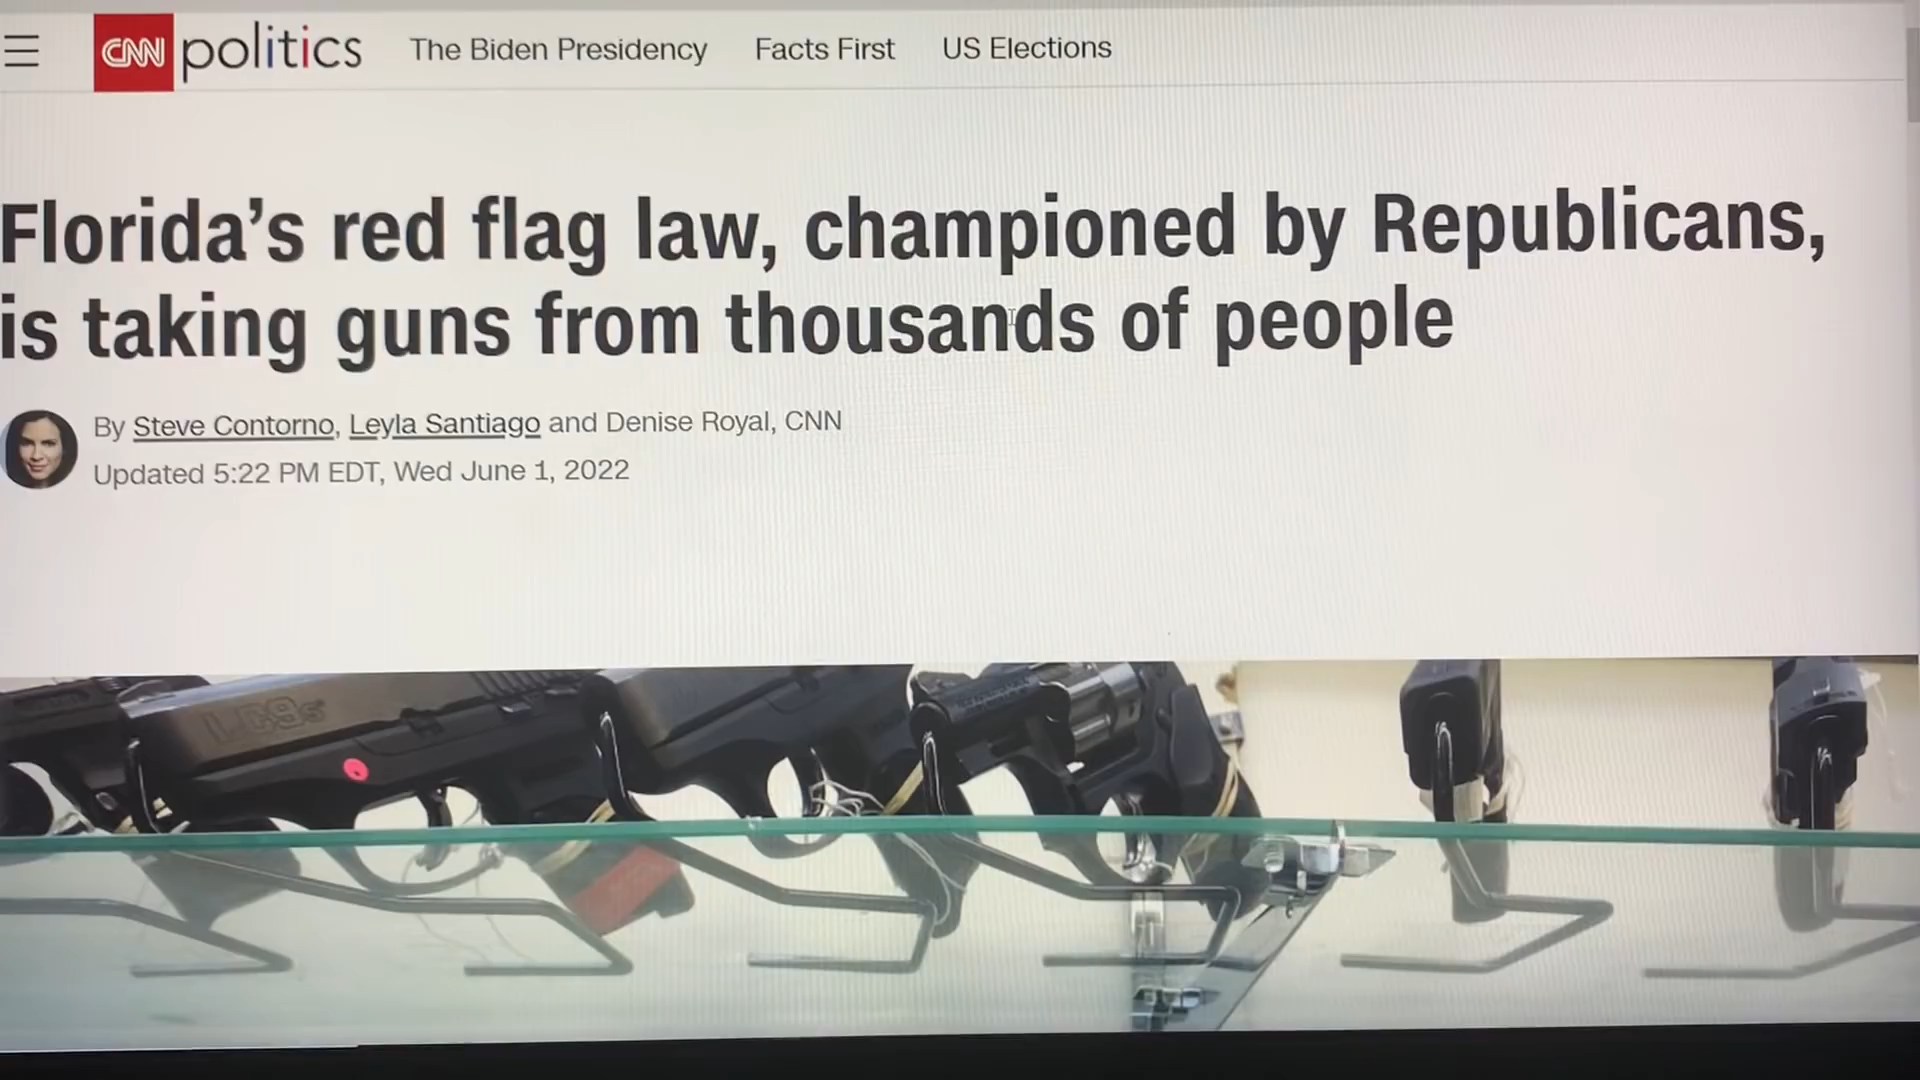 CNN politics The Biden Presidency Facts First US Elections
Florida's red flag law, championed by Republicans,
is taking guns from thousands of people
By Steve Contorno, Leyla Santiago and Denise Royal, CNN
Updated 5:22 PM EDT, Wed June 1, 2022
LC9s